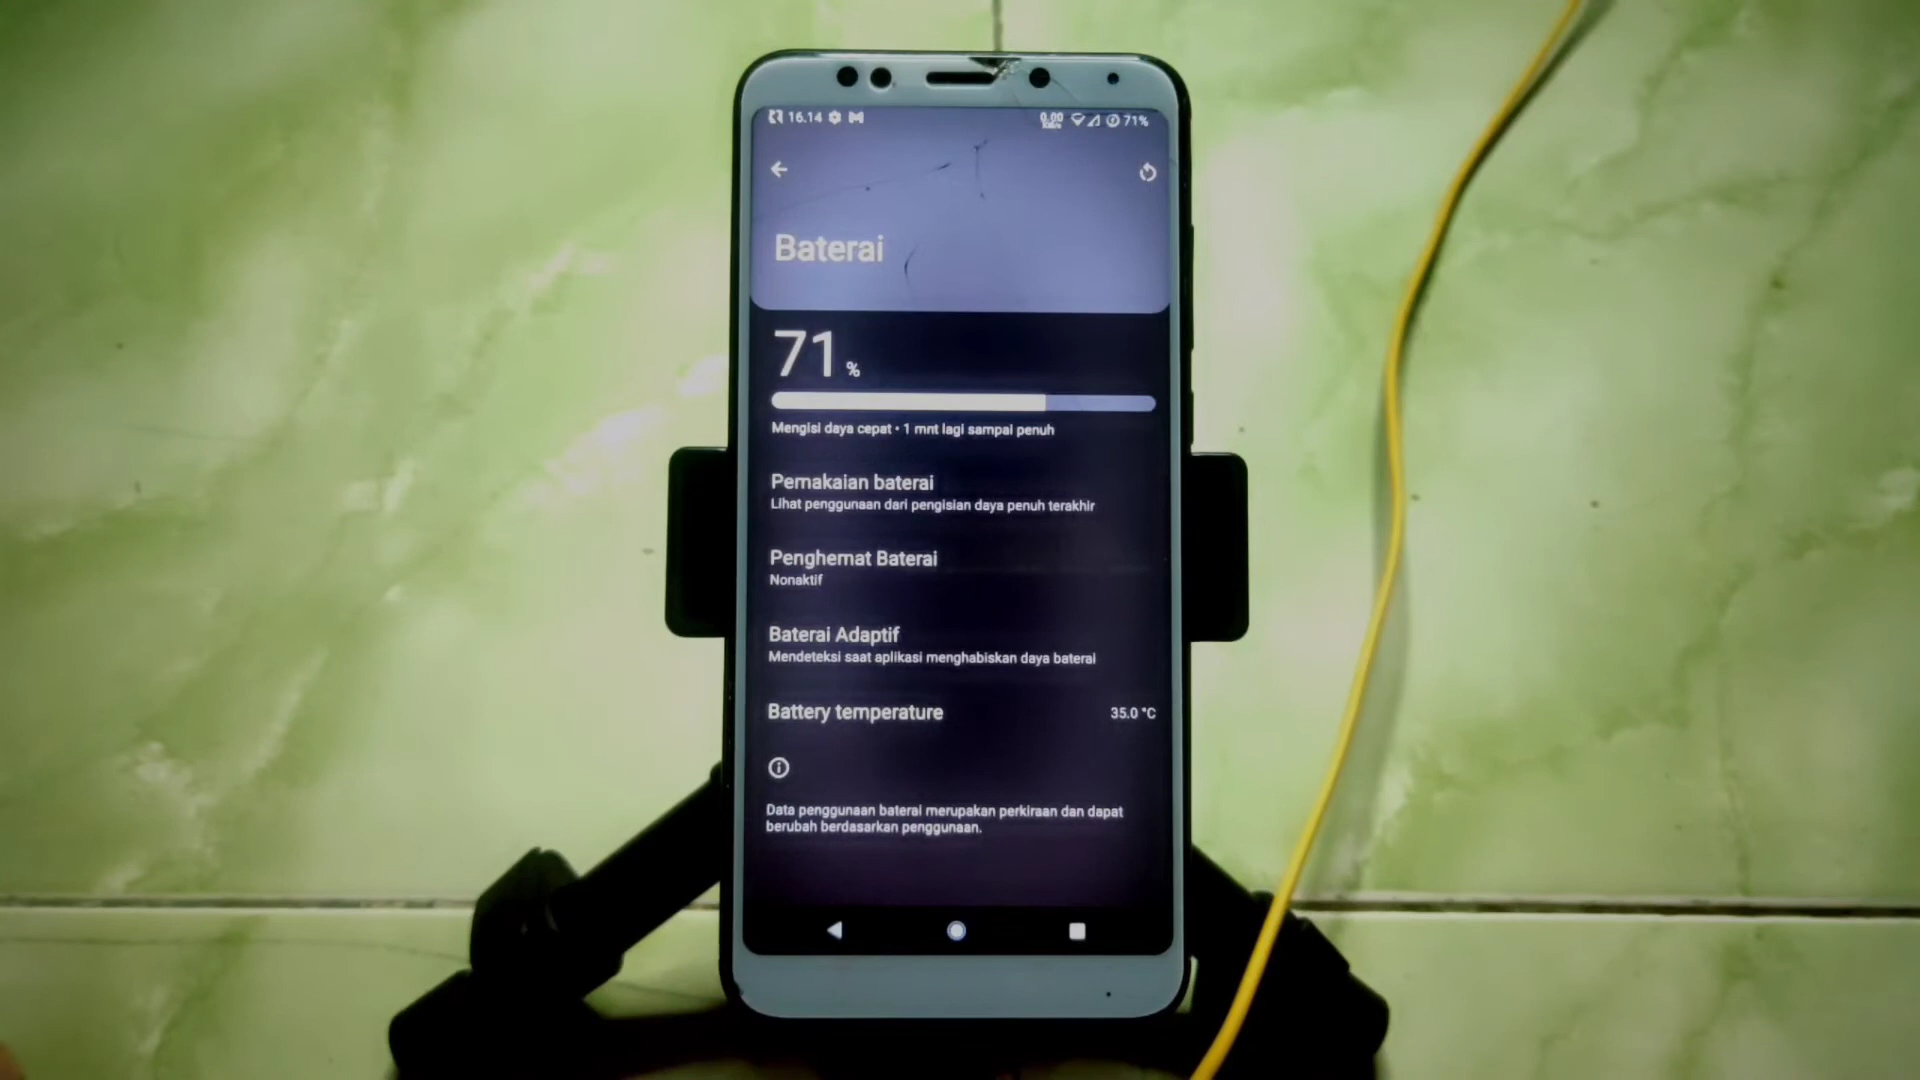 16.14
0.00
71%
Baterai
71 %
Mengisi daya cepat • 1 mnt lagi sampai penuh
Pemakaian baterai
Lihat penggunaan dari pengisian daya penuh terakhir
Penghemat Baterai
Nonaktif
Baterai Adaptif
Mendeteksi saat aplikasi menghabiskan daya baterai
Battery temperature
35.0 °C
Data penggunaan baterai merupakan perkiraan dan dapat
berubah berdasarkan penggunaan.